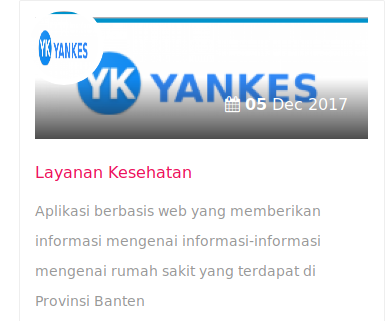 YK YANKES
YK YANKES
05 Dec 2017
Layanan Kesehatan
Aplikasi berbasis web yang memberikan
informasi mengenai informasi-informasi
mengenai rumah sakit yang terdapat di
Provinsi Banten